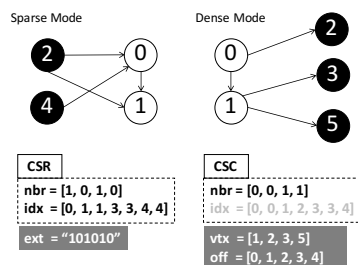 Sparse Mode
Dense Mode
2
0
4
1
0
2
3
1
5
CSR
nbr = [1, 0, 1, 0]
idx = [0, 1, 1, 3, 3, 4, 4]
ext = “101010”
CSC
nbr = [0, 0, 1, 1]
idx = [0, 0, 1, 2, 3, 3, 4]
vtx = [1, 2, 3, 5]
off = [0, 1, 2, 3, 4]